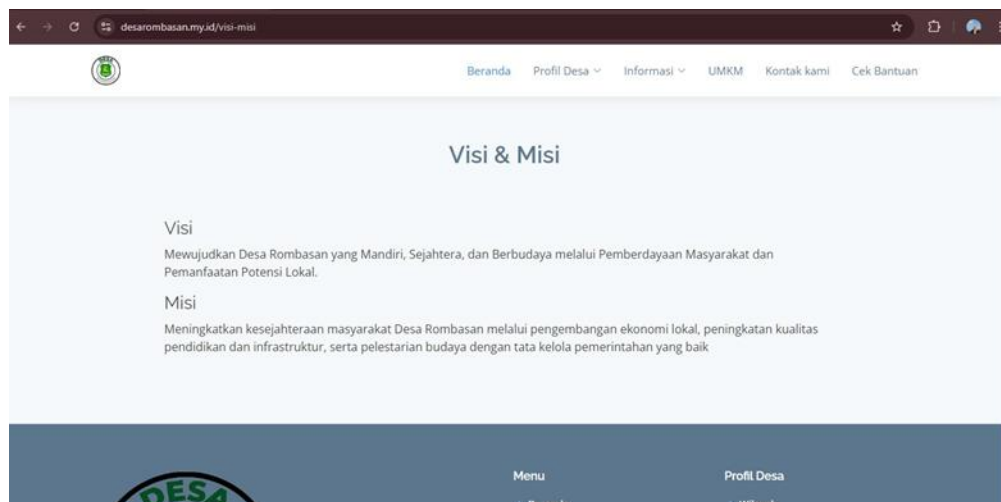 desarombasan.my.id/visi-misi
DESA
Beranda Profil Desa Informasi UMKM Kontak kami Cek Bantuan
Visi & Misi
Visi
Mewujudkan Desa Rombasan yang Mandiri, Sejahtera, dan Berbudaya melalui Pemberdayaan Masyarakat dan
Pemanfaatan Potensi Lokal.
Misi
Meningkatkan kesejahteraan masyarakat Desa Rombasan melalui pengembangan ekonomi lokal, peningkatan kualitas
pendidikan dan infrastruktur, serta pelestarian budaya dengan tata kelola pemerintahan yang baik
Menu Profil Desa
DESA